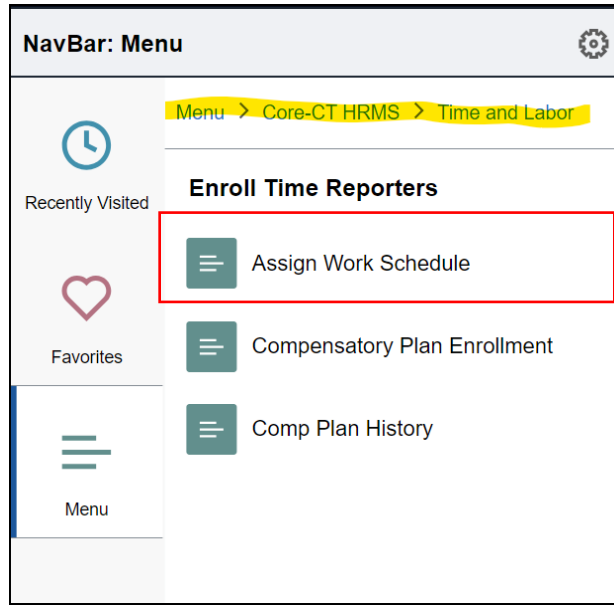 NavBar: Menu
Menu > Core-CT HRMS > Time and Labor
Recently Visited
Favorites
Menu
Enroll Time Reporters
Assign Work Schedule
Compensatory Plan Enrollment
Comp Plan History